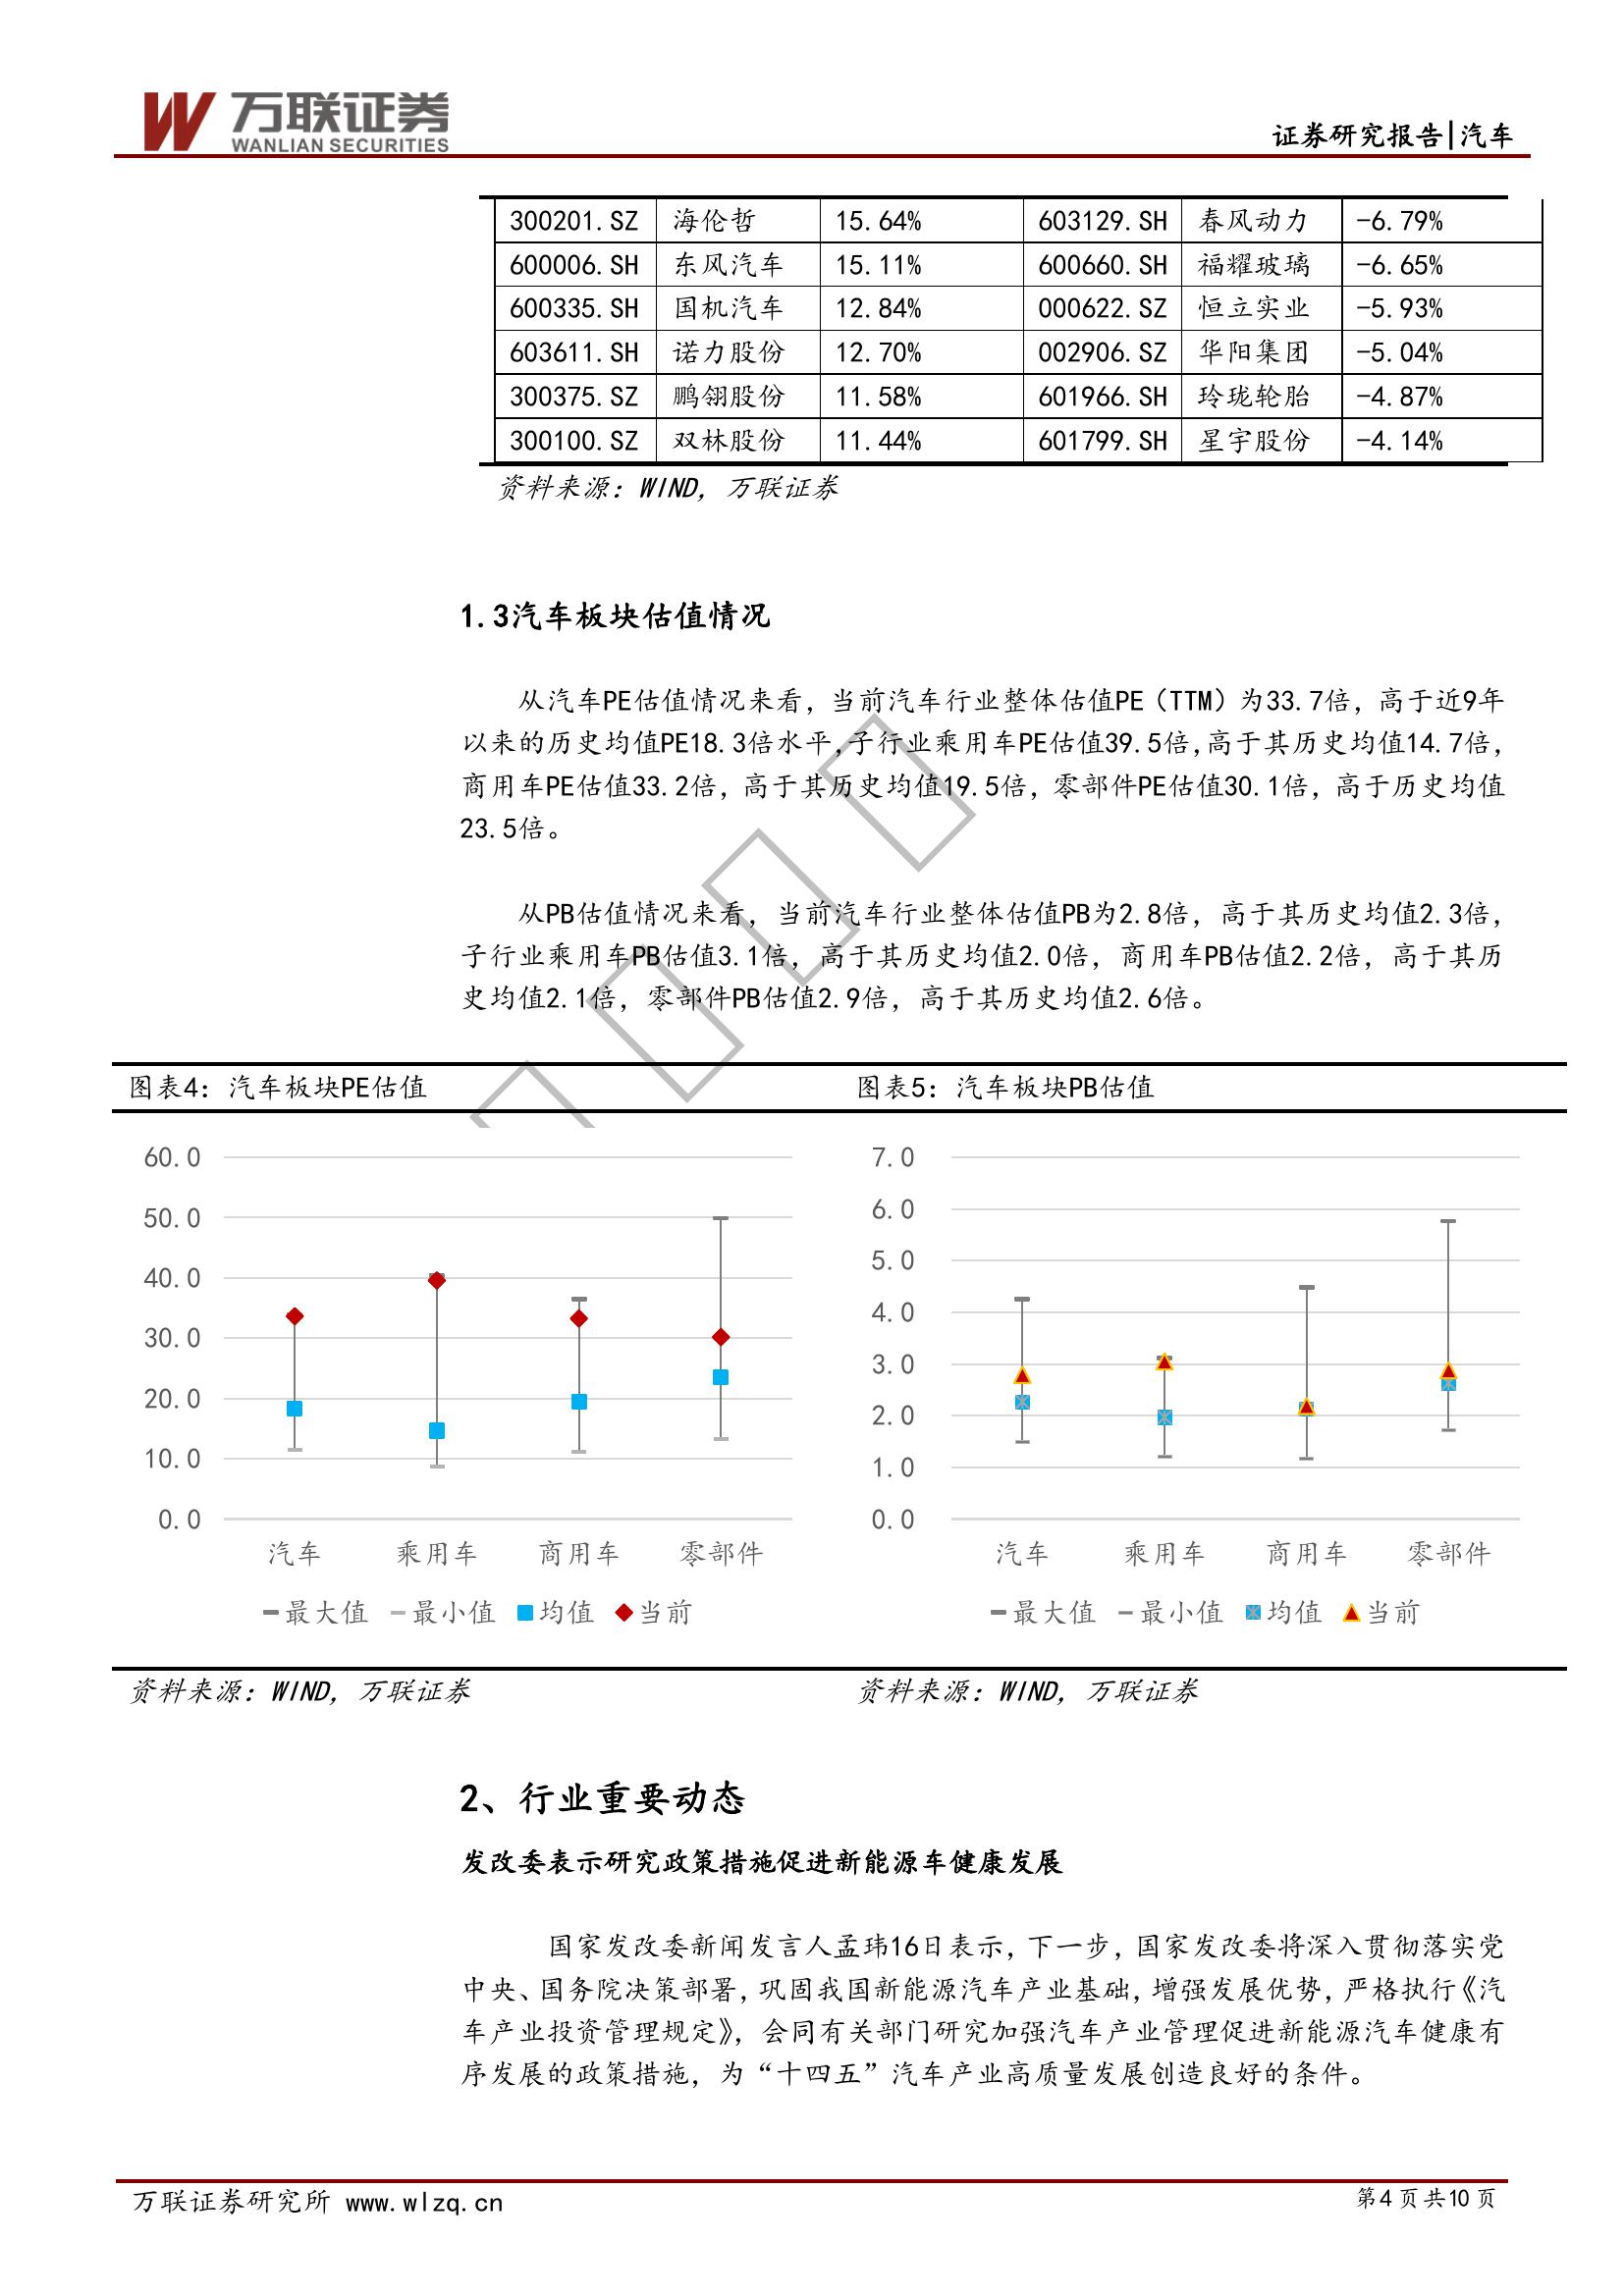 万联证券
WANLIAN SECURITIES
证券研究报告|汽车
300201.SZ 海伦哲 15.64% 603129.SH 春风动力 -6.79%
600006.SH 东风汽车 15.11% 600660.SH 福耀玻璃 -6.65%
600335.SH 国机汽车 12.84% 000622.SZ 恒立实业 -5.93%
603611.SH 诺力股份 12.70% 002906.SZ 华阳集团 -5.04%
300375.SZ 鹏翎股份 11.58% 601966.SH 玲珑轮胎 -4.87%
300100.SZ 双林股份 11.44% 601799.SH 星宇股份 -4.14%
资料来源：WIND，万联证券
1.3汽车板块估值情况
从汽车PE估值情况来看，当前汽车行业整体估值PE（TTM）为33.7倍，高于近9年
以来的历史均值PE18.3倍水平，子行业乘用车PE估值39.5倍，高于其历史均值14.7倍，
商用车PE估值33.2倍，高于其历史均值19.5倍，零部件PE估值30.1倍，高于历史均值
23.5倍。
从PB估值情况来看，当前汽车行业整体估值PB为2.8倍，高于其历史均值2.3倍，
子行业乘用车PB估值3.1倍，高于其历史均值2.0倍，商用车PB估值2.2倍，高于其历
史均值2.1倍，零部件PB估值2.9倍，高于其历史均值2.6倍。
图表4：汽车板块PE估值
60.0
50.0
40.0
30.0
20.0
10.0
0.0
汽车 乘用车 商用车 零部件
最大值 最小值 均值 当前
资料来源：WIND，万联证券
图表5：汽车板块PB估值
7.0
6.0
5.0
4.0
3.0
2.0
1.0
0.0
汽车 乘用车 商用车 零部件
最大值 最小值 均值 当前
资料来源：WIND，万联证券
2、行业重要动态
发改委表示研究政策措施促进新能源车健康发展
国家发改委新闻发言人孟玮16日表示，下一步，国家发改委将深入贯彻落实党
中央、国务院决策部署，巩固我国新能源汽车产业基础，增强发展优势，严格执行《汽
车产业投资管理规定》，会同有关部门研究加强汽车产业管理促进新能源汽车健康有
序发展的政策措施，为“十四五”汽车产业高质量发展创造良好的条件。
万联证券研究所 www.wlzq.cn
第4页共10页